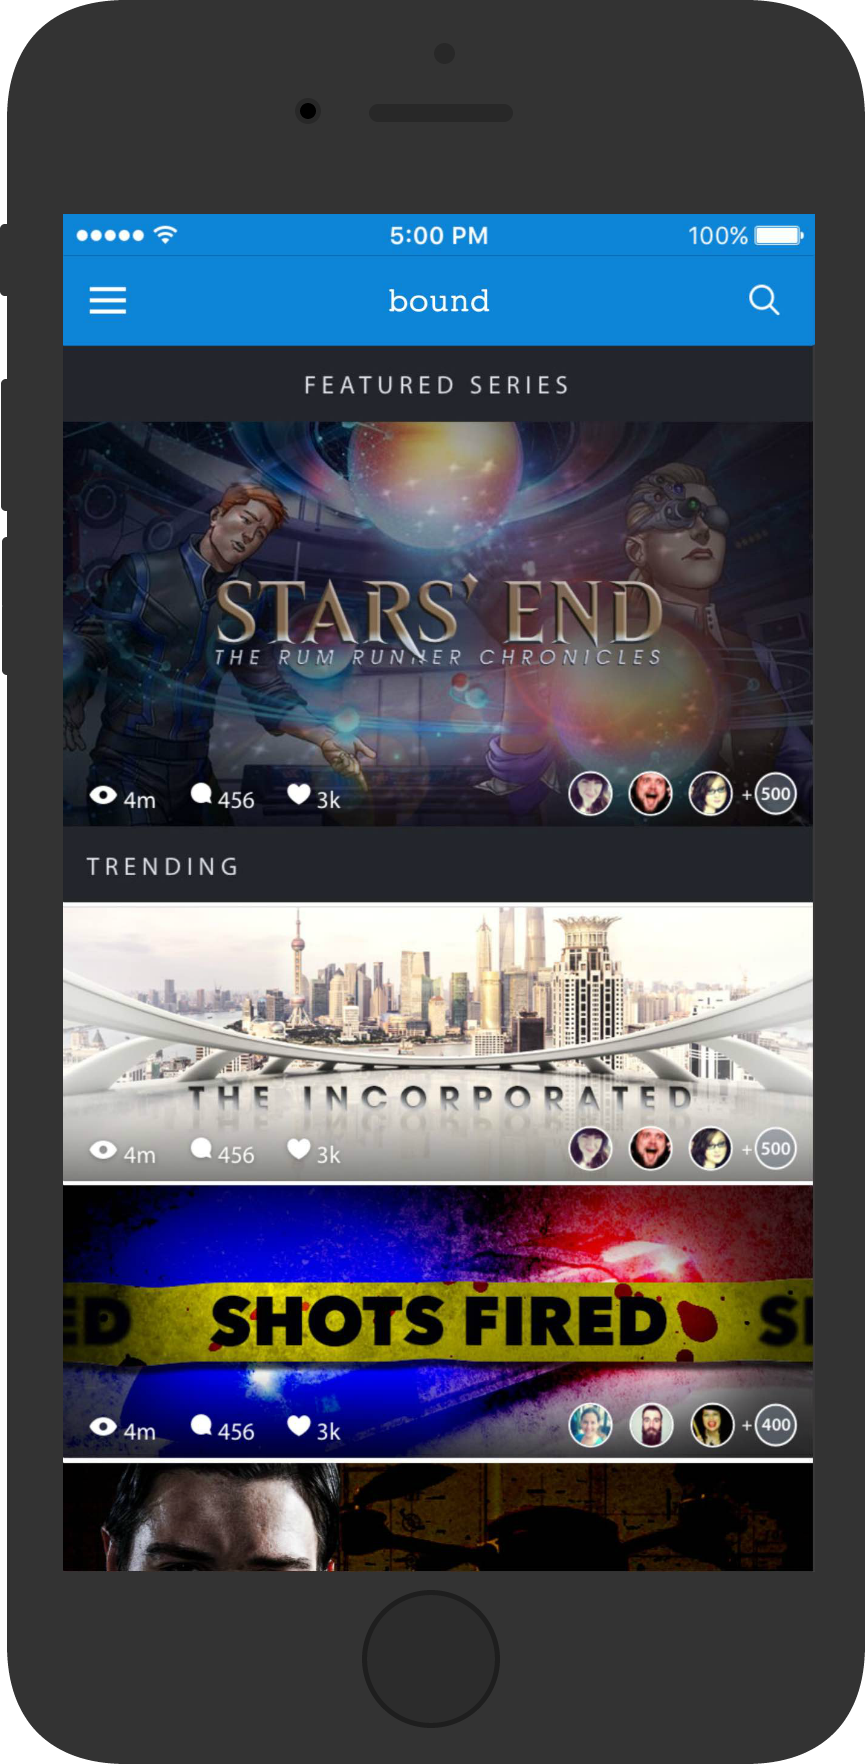 5:00 PM 100%
bound
FEATURED SERIES
STARS' END
THE RUM RUNNER CHRONICLES
4m 456 3k +500
TRENDING
THE INCORPORATED
4m 456 3k +500
ED SHOTS FIRED S
4m 456 3k +400